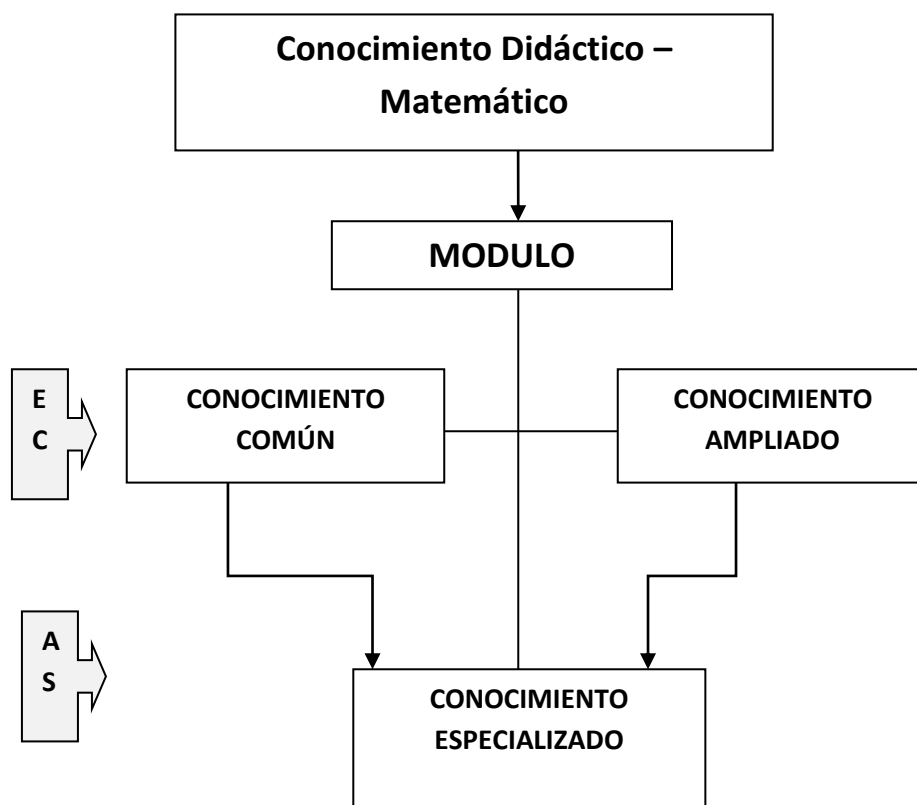 Conocimiento Didáctico –
Matemático
MODULO
E
C
CONOCIMIENTO
COMÚN
CONOCIMIENTO
AMPLIADO
A
S
CONOCIMIENTO
ESPECIALIZADO